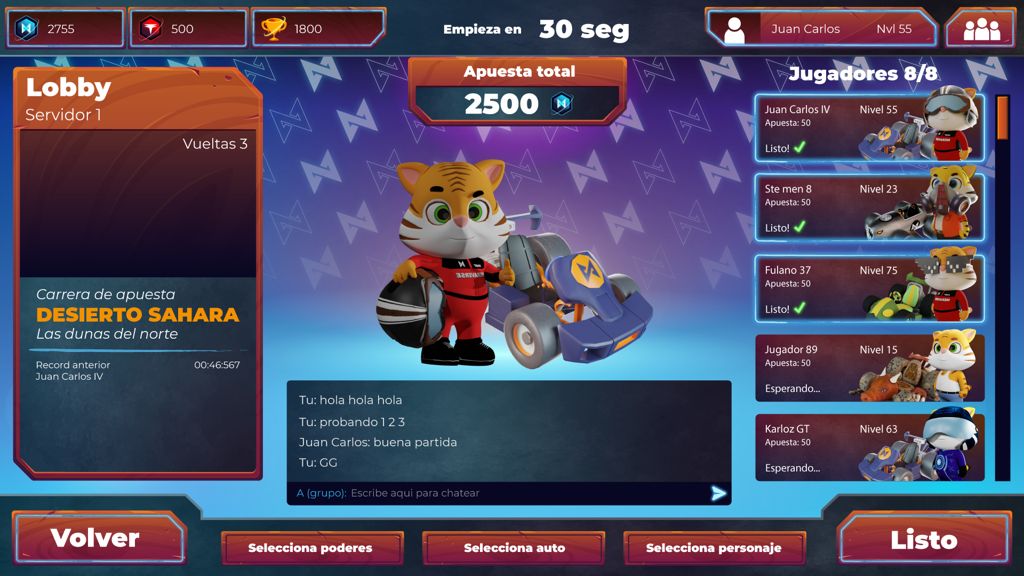 2755
500
1800
Empieza en 30 seg
Juan Carlos Nvl 55
Lobby
Servidor 1
Vueltas 3
Carrera de apuesta
DESIERTO SAHARA
Las dunas del norte
Record anterior 00:46:567
Juan Carlos IV
Apuesta total
2500
Tu: hola hola hola
Tu: probando 1 2 3
Juan Carlos: buena partida
Tu: GG
A (grupo): Escribe aqui para chatear
Jugadores 8/8
Juan Carlos IV Nivel 55
Apuesta: 50
Listo!
Ste men 8 Nivel 23
Apuesta: 50
Listo!
Fulano 37 Nivel 75
Apuesta: 50
Listo!
Jugador 89 Nivel 15
Apuesta: 50
Esperando...
Karloz GT Nivel 63
Apuesta: 50
Esperando...
Volver
Selecciona poderes
Selecciona auto
Selecciona personaje
Listo